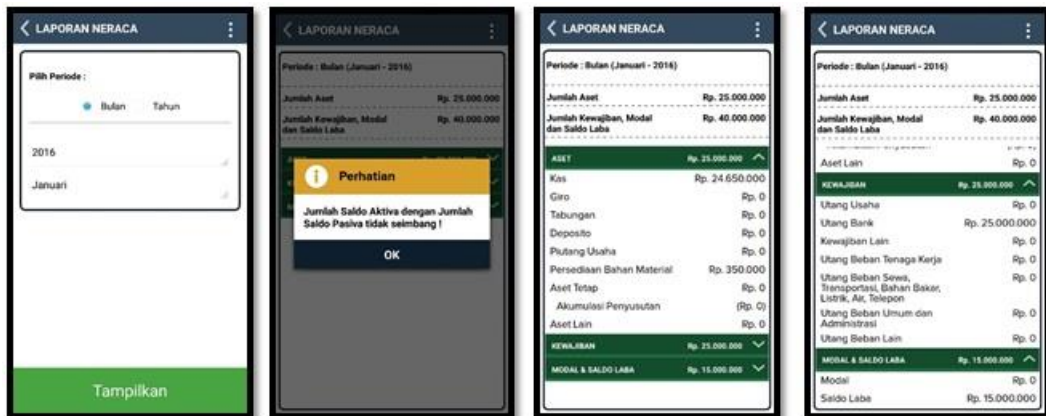 LAPORAN NERACA
Pilih Periode :
Bulan Tahun
2016
Januari
Tampilkan
LAPORAN NERACA
Periode : Bulan (Januari - 2016)
Jumlah Aset Rp. 25.000.000
Jumlah Kewajiban, Modal Rp. 40.000.000
dan Saldo Laba
Perhatian
Jumlah Saldo Aktiva dengan Jumlah
Saldo Pasiva tidak seimbang !
OK
LAPORAN NERACA
Periode : Bulan (Januari - 2016)
Jumlah Aset Rp. 25.000.000
Jumlah Kewajiban, Modal Rp. 40.000.000
dan Saldo Laba
ASET Rp. 25.000.000
Kas Rp. 24.650.000
Giro Rp. 0
Tabungan Rp. 0
Deposito Rp. 0
Piutang Usaha Rp. 0
Persediaan Bahan Material Rp. 350.000
Aset Tetap Rp. 0
Akumulasi Penyusutan (Rp. 0)
Aset Lain Rp. 0
KEWAJIBAN Rp. 25.000.000
MODAL & SALDO LABA Rp. 15.000.000
LAPORAN NERACA
Periode : Bulan (Januari - 2016)
Jumlah Aset Rp. 25.000.000
Jumlah Kewajiban, Modal Rp. 40.000.000
dan Saldo Laba
Aset Lain Rp. 0
KEWAJIBAN Rp. 25.000.000
Utang Usaha Rp. 0
Utang Bank Rp. 25.000.000
Kewajiban Lain Rp. 0
Utang Beban Tenaga Kerja Rp. 0
Utang Beban Sewa, Rp. 0
Transportasi, Bahan Bakar,
Listrik, Air, Telepon
Utang Beban Umum dan Rp. 0
Administrasi
Utang Beban Lain Rp. 0
MODAL & SALDO LABA Rp. 15.000.000
Modal Rp. 0
Saldo Laba Rp. 15.000.000